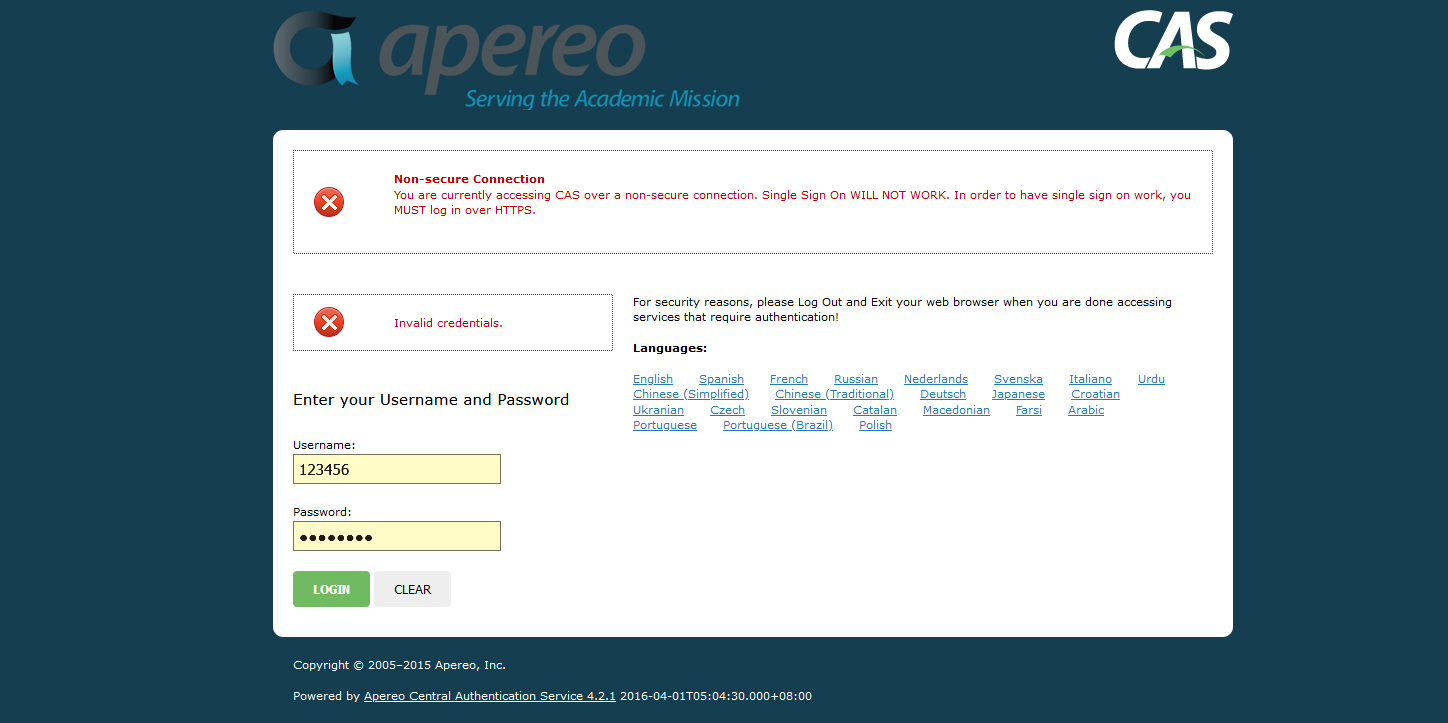 apereo
Serving the Academic Mission
CAS
Non-secure Connection
You are currently accessing CAS over a non-secure connection. Single Sign On WILL NOT WORK. In order to have single sign on work, you
MUST log in over HTTPS.
Invalid credentials.
Enter your Username and Password
Username:
123456
Password:
••••••••
LOGIN CLEAR
For security reasons, please Log Out and Exit your web browser when you are done accessing
services that require authentication!
Languages:
English Spanish French Russian Nederlands Svenska Italiano Urdu
Chinese (Simplified) Chinese (Traditional) Deutsch Japanese Croatian
Ukranian Czech Slovenian Catalan Macedonian Farsi Arabic
Portuguese Portuguese (Brazil) Polish
Copyright © 2005–2015 Apereo, Inc.
Powered by Apereo Central Authentication Service 4.2.1 2016-04-01T05:04:30.000+08:00